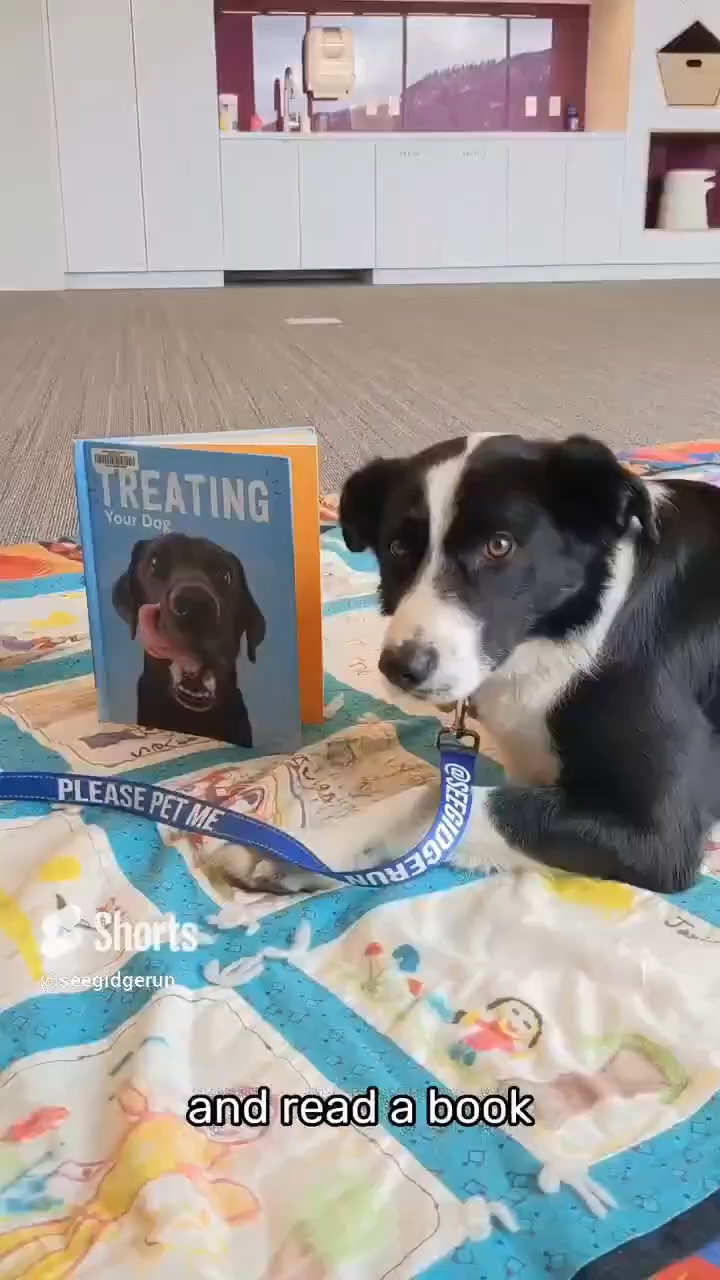 TREATING
Your Dog
PLEASE PET ME
@SEEGIDGERUN
Shorts
@seegidgerun
and read a book